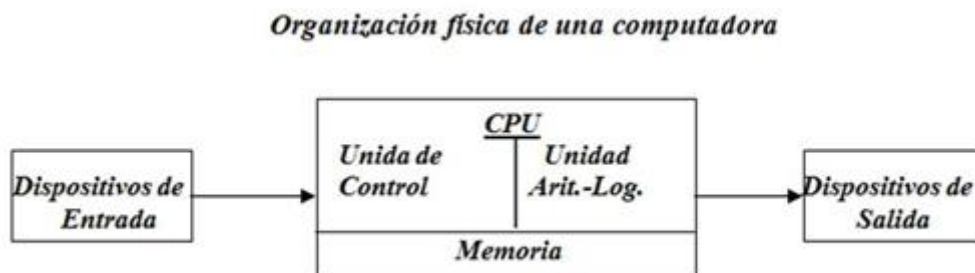 Organización física de una computadora
CPU
Unida de
Control
Unidad
Arit.-Log.
Dispositivos de
Entrada
Dispositivos de
Salida
Memoria